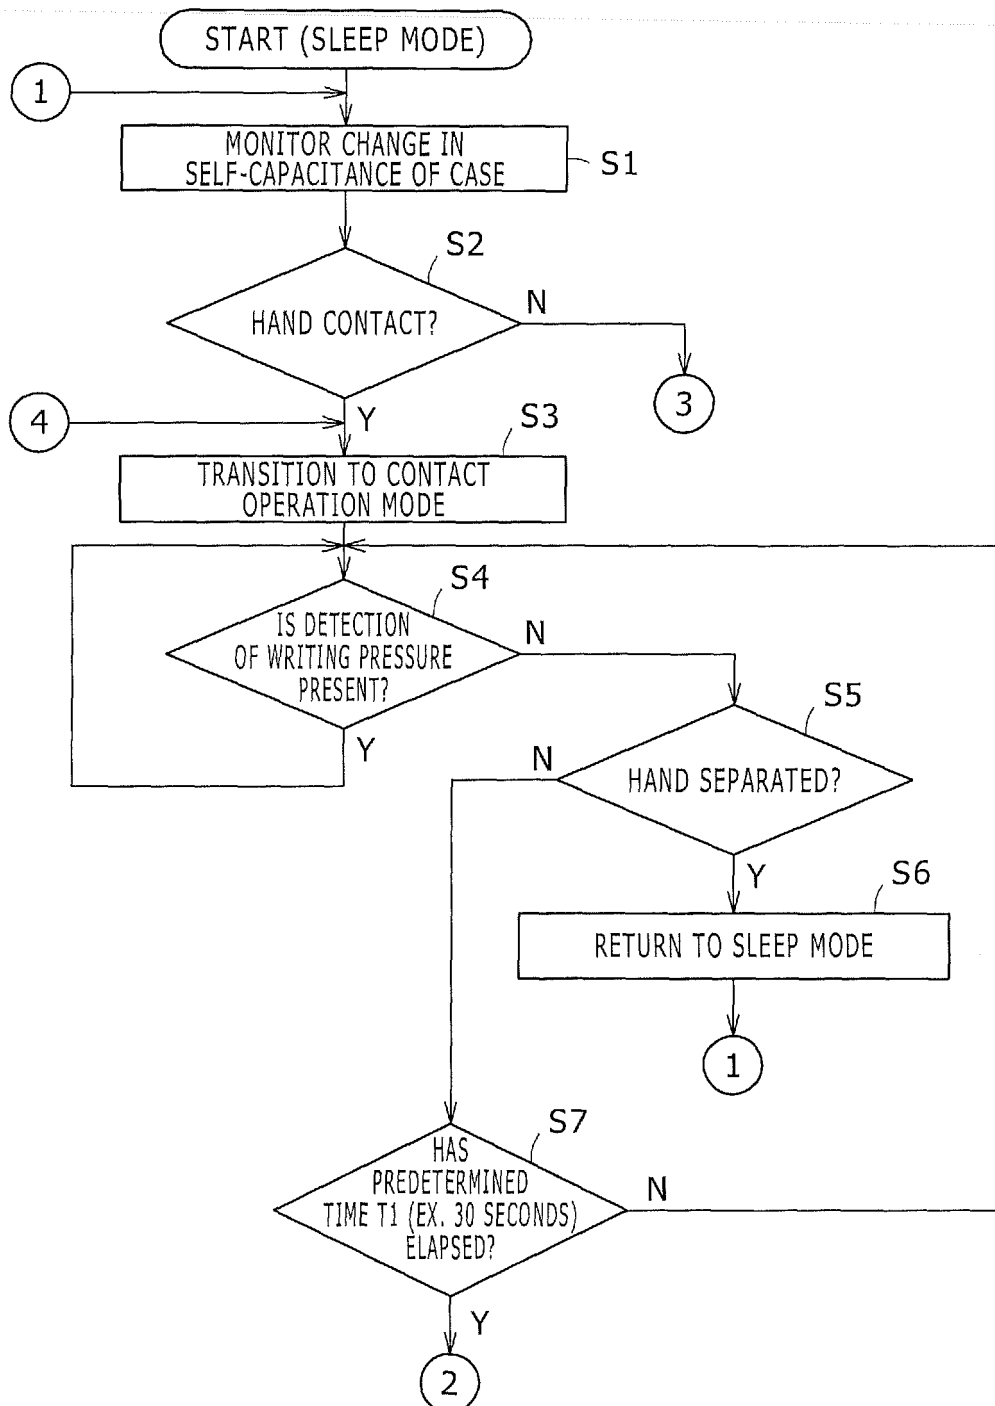 START (SLEEP MODE)
1
MONITOR CHANGE IN
SELF-CAPACITANCE OF CASE
S1
S2
HAND CONTACT?
N
3
4
Y
S3
TRANSITION TO CONTACT
OPERATION MODE
S4
IS DETECTION
OF WRITING PRESSURE
PRESENT?
N
Y
S5
N
HAND SEPARATED?
Y
S6
RETURN TO SLEEP MODE
1
S7
HAS
PREDETERMINED
TIME T1 (EX. 30 SECONDS)
ELAPSED?
N
Y
2